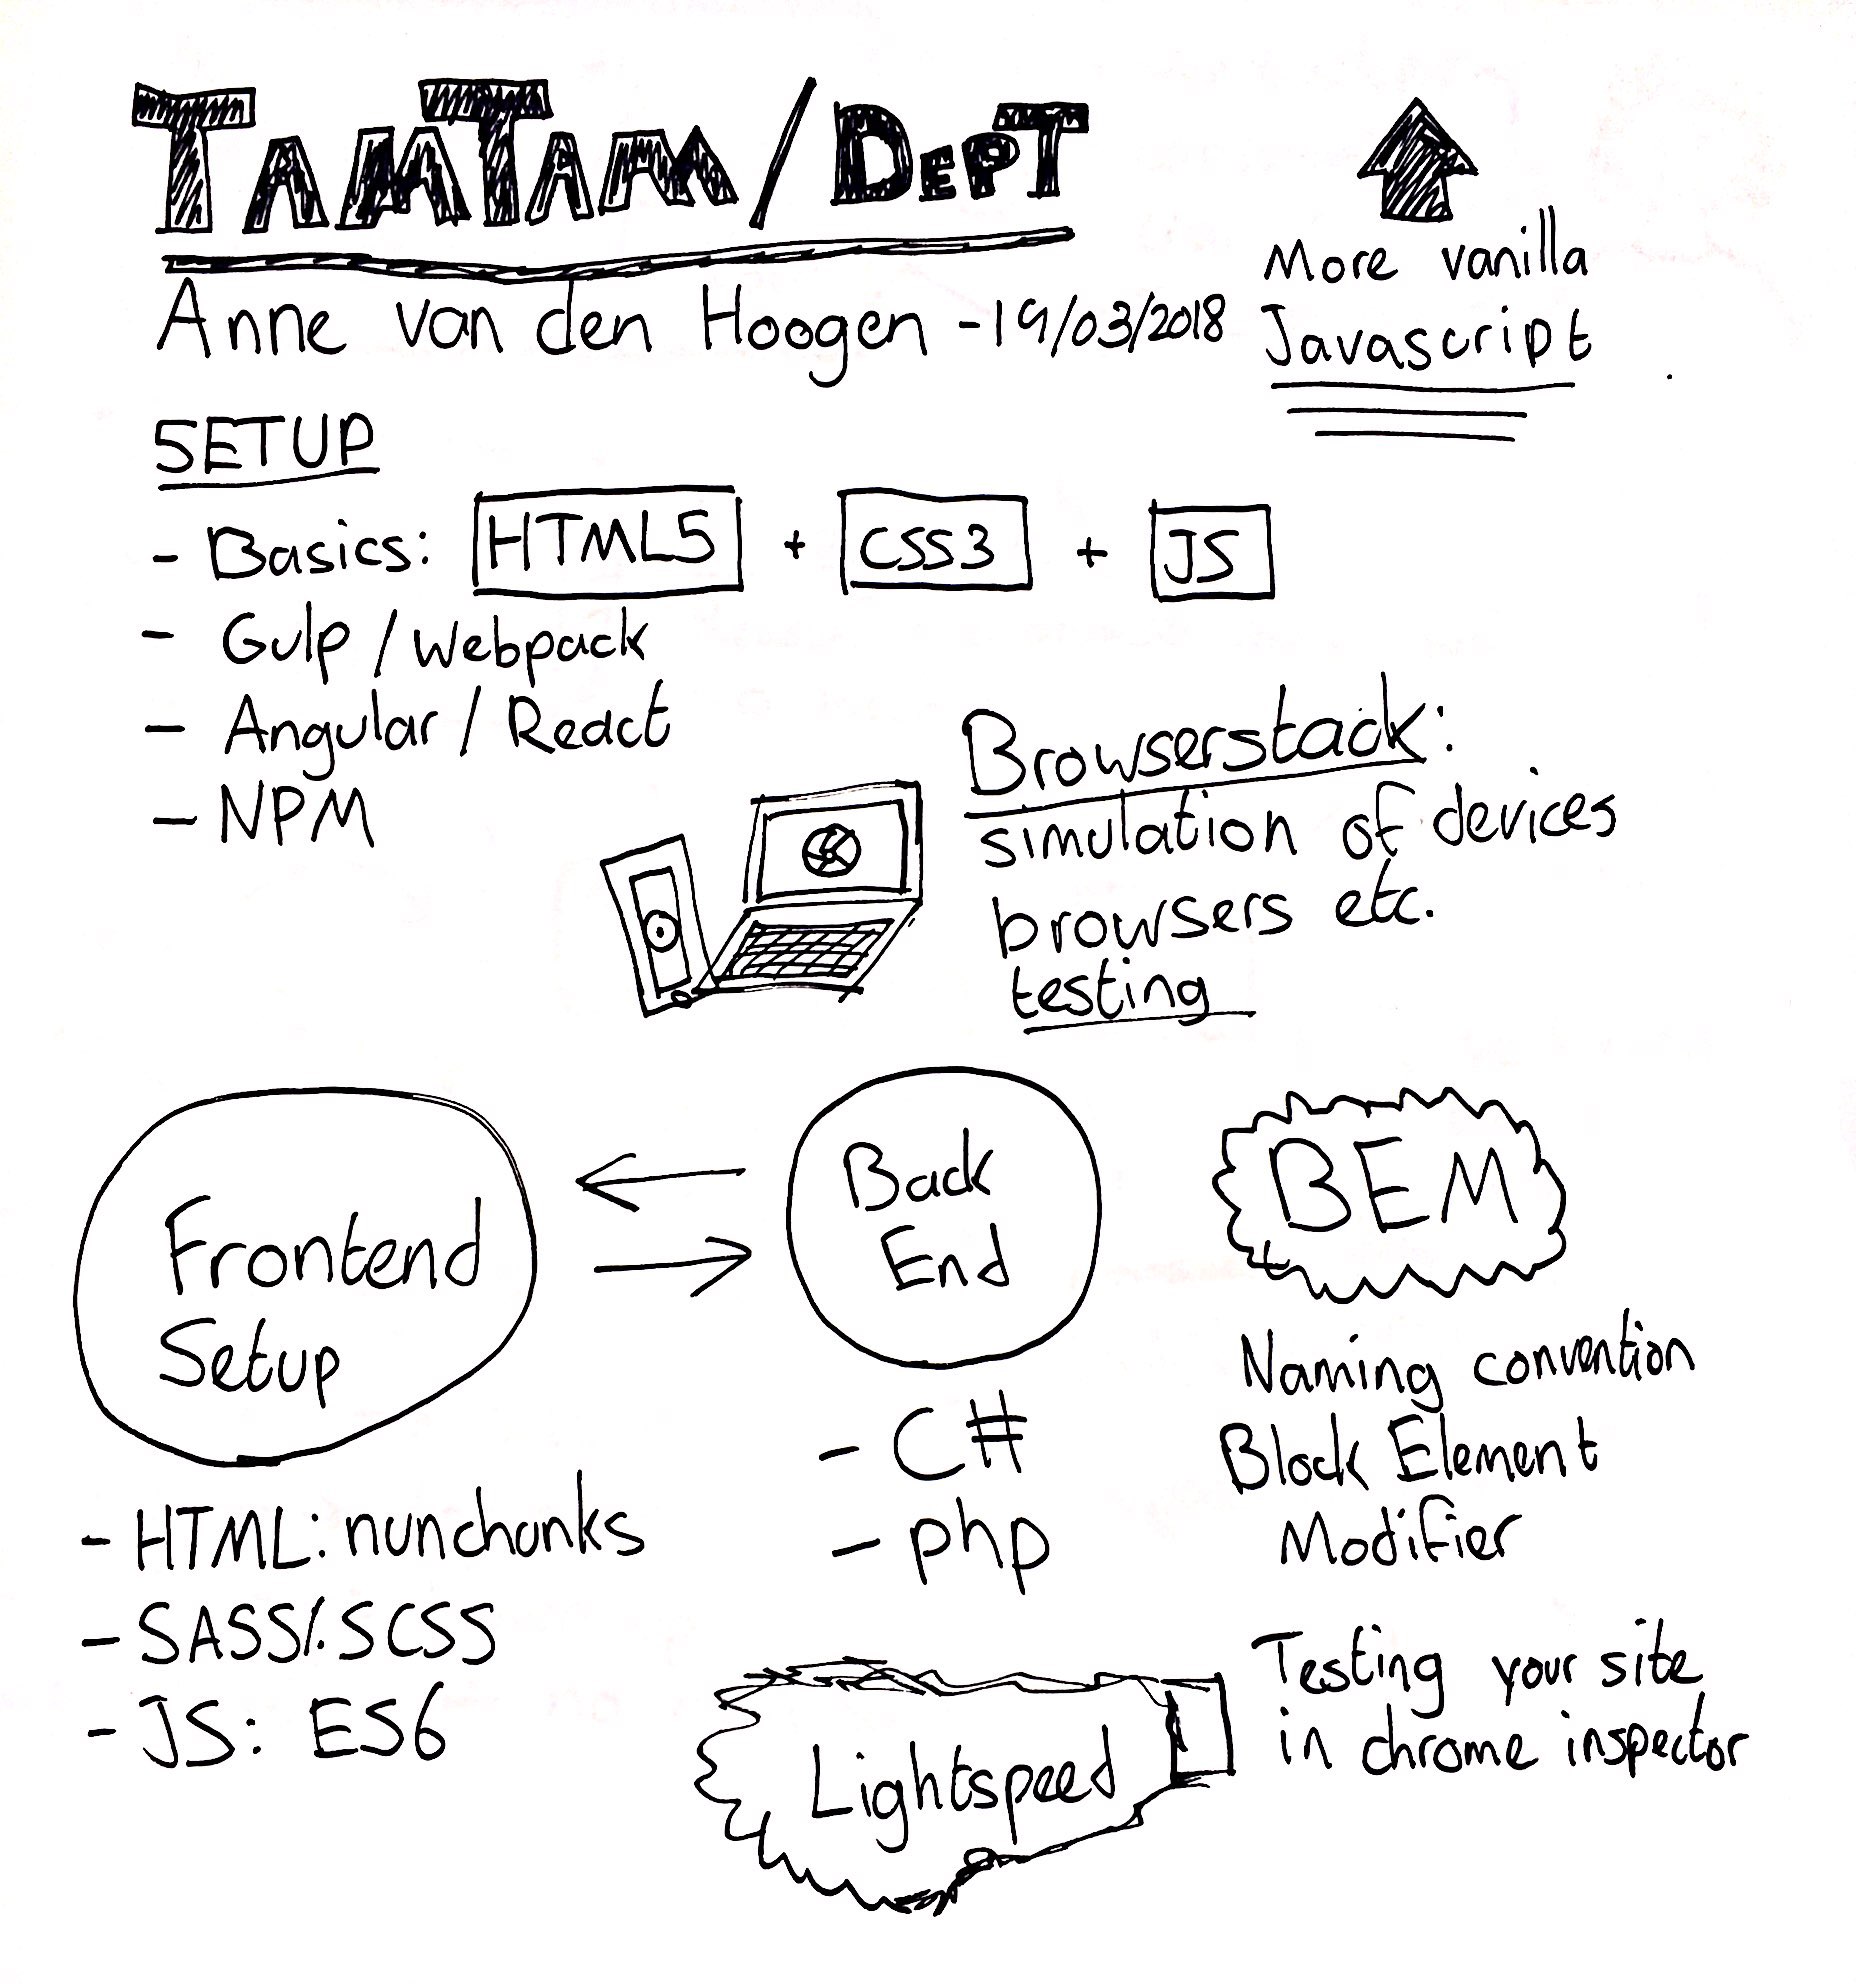 TAMTAM/DEPT
Anne van den Hoogen - 19/03/2018
More vanilla
Javascript
SETUP
- Basics: HTML5 + CSS3 + JS
- Gulp / Webpack
- Angular / React
- NPM
Browserstack:
simulation of devices
browsers etc.
testing
Frontend
Setup
- HTML: nunchunks
- SASS/.SCSS
- JS: ES6
Back
End
- C#
- php
BEM
Naming convention
Block Element
Modifier
Lightspeed
Testing your site
in chrome inspector